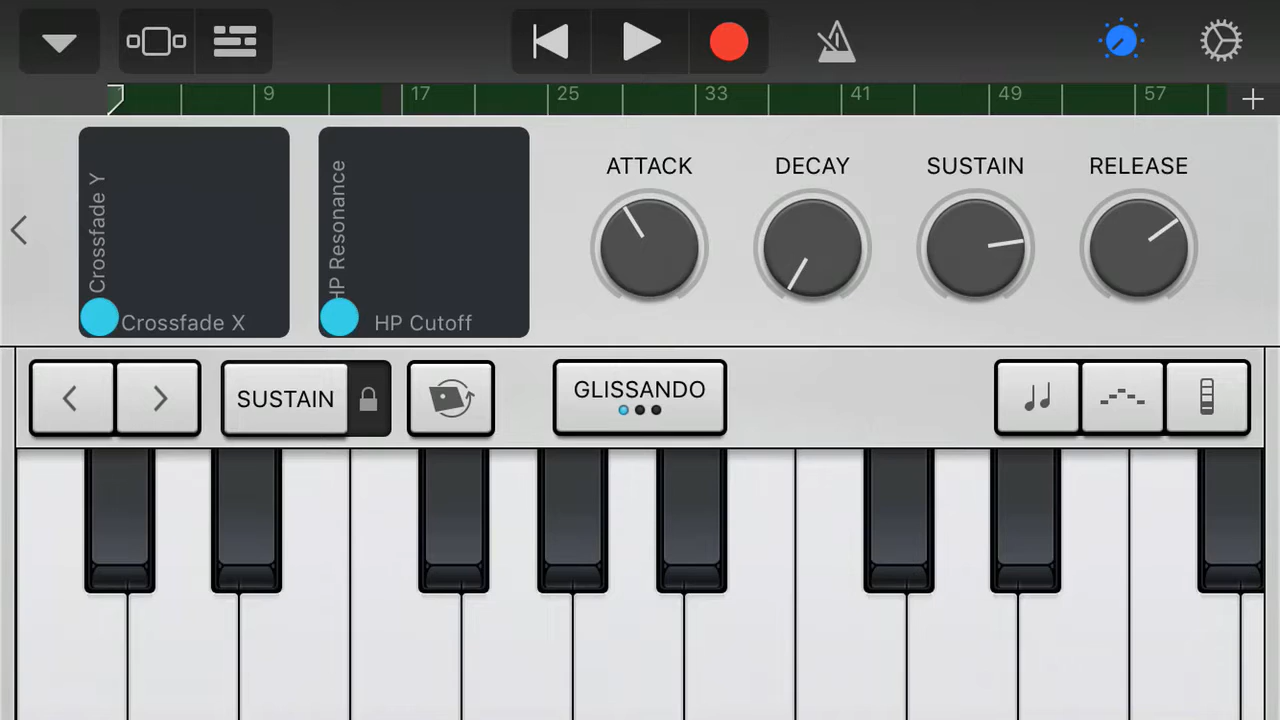 9
17
25
33
41
49
57
Crossfade Y
Crossfade X
HP Resonance
HP Cutoff
ATTACK
DECAY
SUSTAIN
RELEASE
SUSTAIN
GLISSANDO